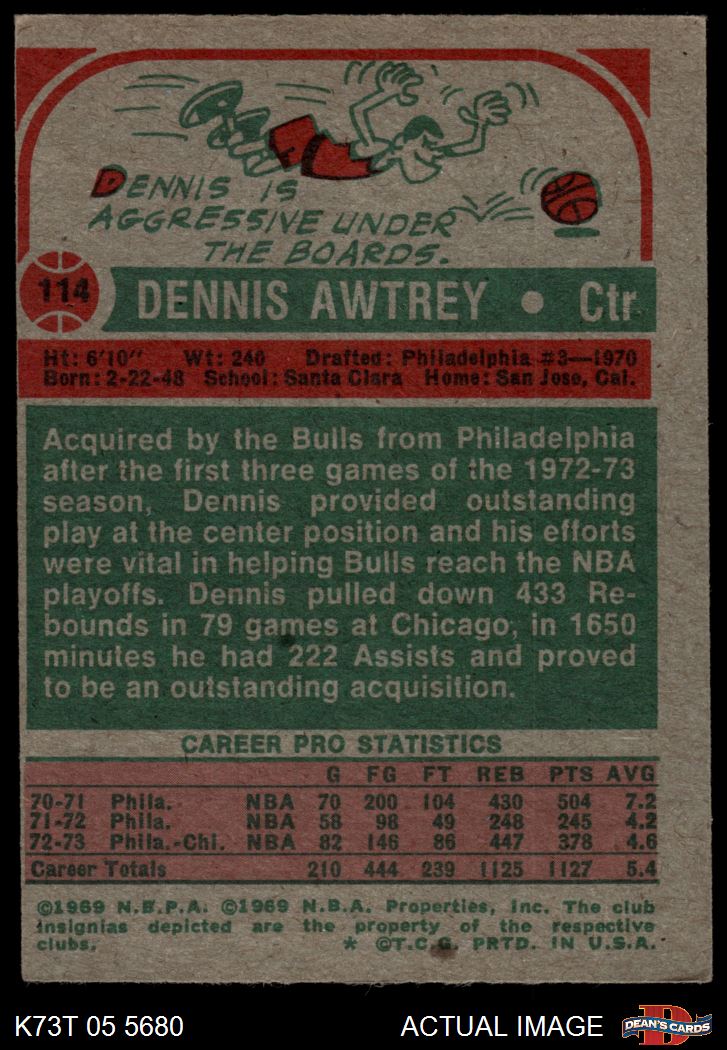 DENNIS IS
AGGRESSIVE UNDER
THE BOARDS.
114 DENNIS AWTREY • Ctr
Ht: 6'10" Wt: 240 Drafted: Philadelphia #3—1970
Born: 2-22-48 School: Santa Clara Home: San Jose, Cal.
Acquired by the Bulls from Philadelphia
after the first three games of the 1972-73
season, Dennis provided outstanding
play at the center position and his efforts
were vital in helping Bulls reach the NBA
playoffs. Dennis pulled down 433 Re-
bounds in 79 games at Chicago; in 1650
minutes he had 222 Assists and proved
to be an outstanding acquisition.
CAREER PRO STATISTICS
G FG FT REB PTS AVG
70-71 Phila. NBA 70 200 104 430 504 7.2
71-72 Phila. NBA 58 98 49 248 245 4.2
72-73 Phila.-Chi. NBA 82 146 86 447 378 4.6
Career Totals 210 444 239 1125 1127 5.4
©1969 N.B.P.A. ©1969 N.B.A. Properties, Inc. The club
insignias depicted are the property of the respective
clubs. * ©T.C.G. PRTD. IN U.S.A.
K73T 05 5680 ACTUAL IMAGE DEAN'S CARDS